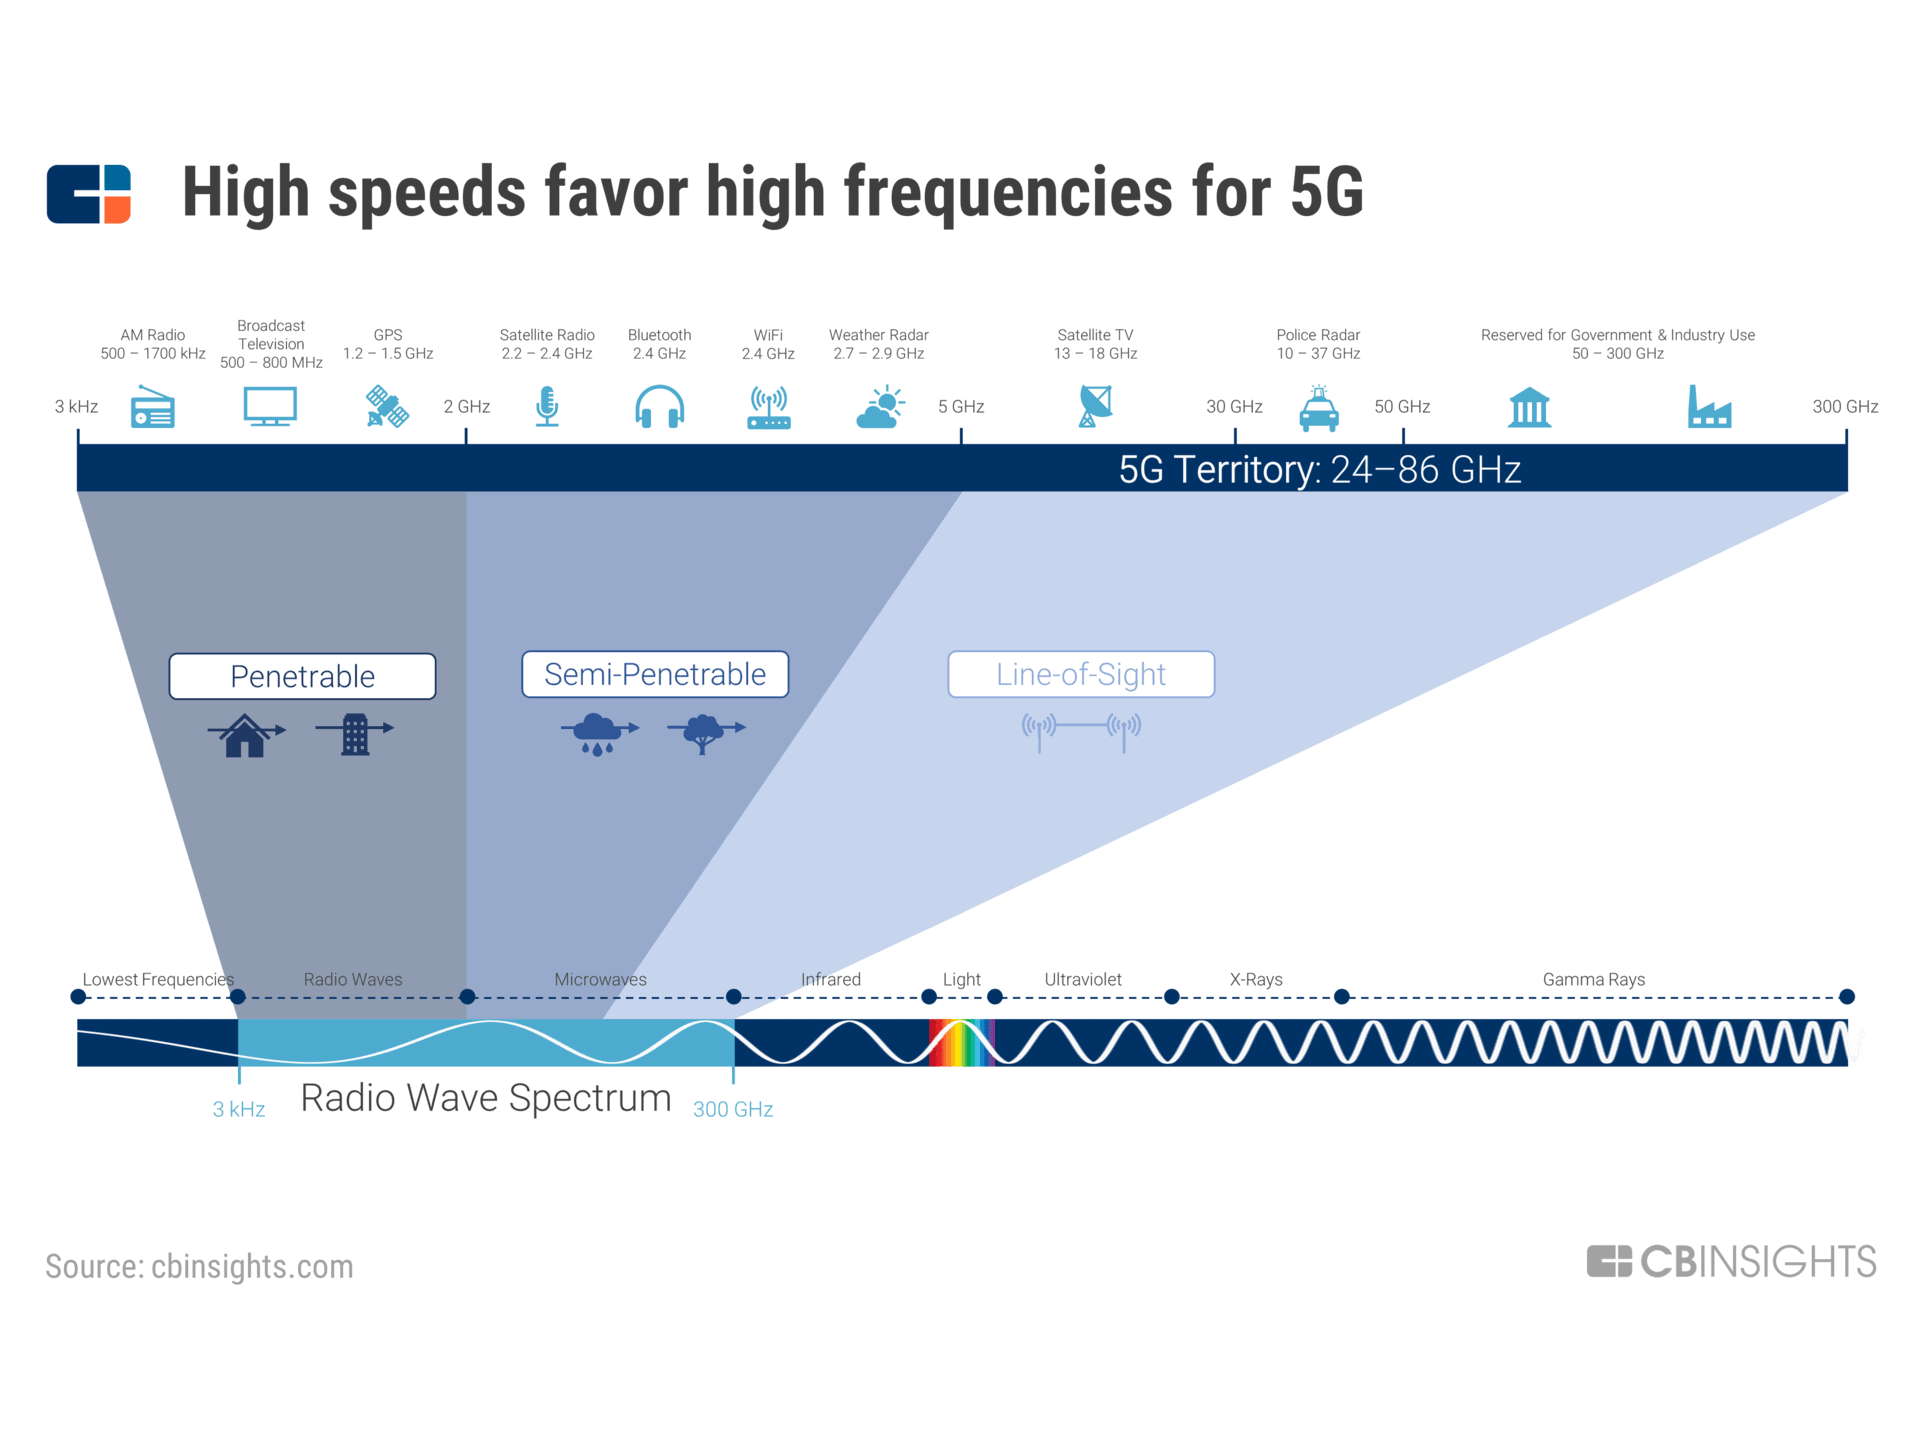 High speeds favor high frequencies for 5G
AM Radio
500 – 1700 kHz
Broadcast
Television
500 – 800 MHz
GPS
1.2 – 1.5 GHz
Satellite Radio
2.2 – 2.4 GHz
Bluetooth
2.4 GHz
WiFi
2.4 GHz
Weather Radar
2.7 – 2.9 GHz
Satellite TV
13 – 18 GHz
Police Radar
10 – 37 GHz
Reserved for Government & Industry Use
50 – 300 GHz
3 kHz
2 GHz
5 GHz
30 GHz
50 GHz
300 GHz
5G Territory: 24–86 GHz
Penetrable
Semi-Penetrable
Line-of-Sight
Lowest Frequencies
Radio Waves
Microwaves
Infrared
Light
Ultraviolet
X-Rays
Gamma Rays
3 kHz
Radio Wave Spectrum
300 GHz
Source: cbinsights.com
CBINSIGHTS